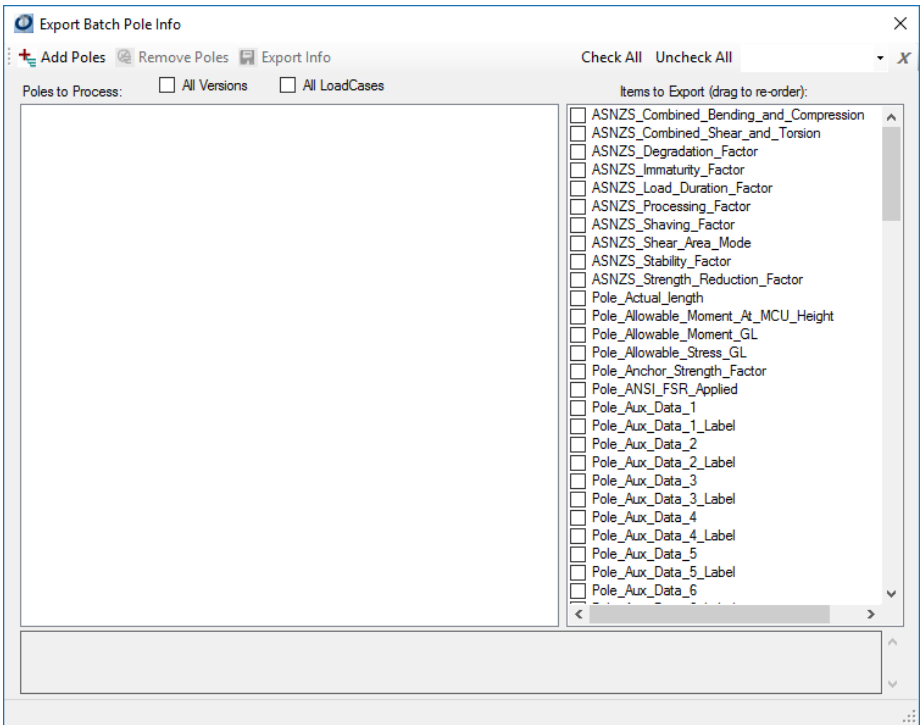 Export Batch Pole Info
Add Poles Remove Poles Export Info Check All Uncheck All X
Poles to Process: All Versions All LoadCases Items to Export (drag to re-order):
ASNZS_Combined_Bending_and_Compression
ASNZS_Combined_Shear_and_Torsion
ASNZS_Degradation_Factor
ASNZS_Immaturity_Factor
ASNZS_Load_Duration_Factor
ASNZS_Processing_Factor
ASNZS_Shaving_Factor
ASNZS_Shear_Area_Mode
ASNZS_Stability_Factor
ASNZS_Strength_Reduction_Factor
Pole_Actual_length
Pole_Allowable_Moment_At_MCU_Height
Pole_Allowable_Moment_GL
Pole_Allowable_Stress_GL
Pole_Anchor_Strength_Factor
Pole_ANSI_FSR_Applied
Pole_Aux_Data_1
Pole_Aux_Data_1_Label
Pole_Aux_Data_2
Pole_Aux_Data_2_Label
Pole_Aux_Data_3
Pole_Aux_Data_3_Label
Pole_Aux_Data_4
Pole_Aux_Data_4_Label
Pole_Aux_Data_5
Pole_Aux_Data_5_Label
Pole_Aux_Data_6